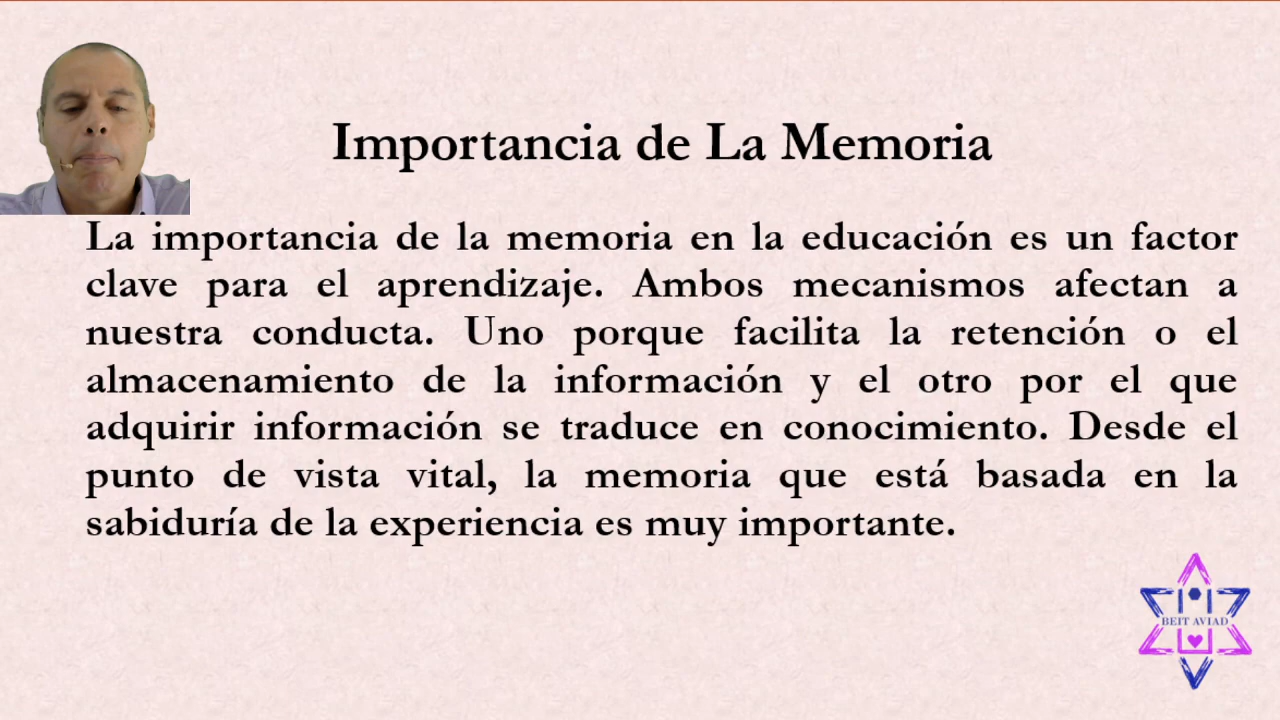 Importancia de La Memoria
La importancia de la memoria en la educación es un factor
clave para el aprendizaje. Ambos mecanismos afectan a
nuestra conducta. Uno porque facilita la retención o el
almacenamiento de la información y el otro por el que
adquirir información se traduce en conocimiento. Desde el
punto de vista vital, la memoria que está basada en la
sabiduría de la experiencia es muy importante.
BEIT AVIAD